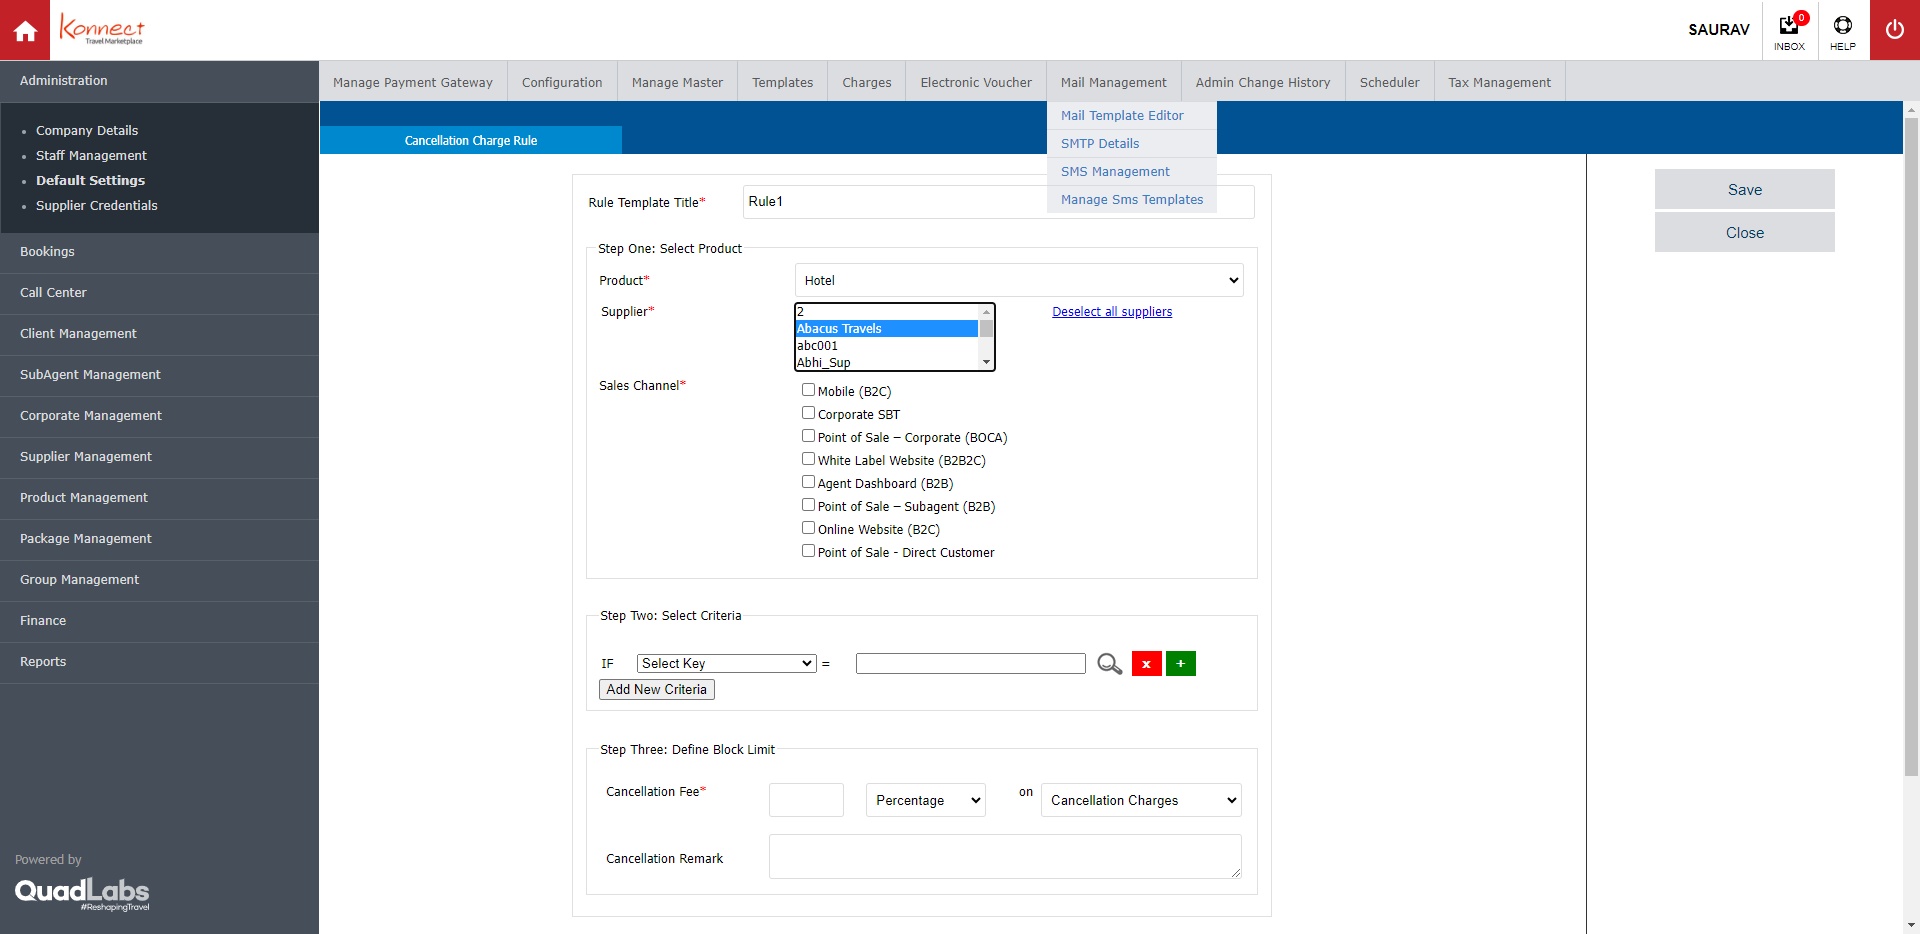 Konnect
Travel Marketplace
SAURAV
0
INBOX
HELP
Administration
Company Details
Staff Management
Default Settings
Supplier Credentials
Bookings
Call Center
Client Management
SubAgent Management
Corporate Management
Supplier Management
Product Management
Package Management
Group Management
Finance
Reports
Powered by
QuadLabs
#ReshapingTravel
Manage Payment Gateway
Configuration
Manage Master
Templates
Charges
Electronic Voucher
Mail Management
Admin Change History
Scheduler
Tax Management
Mail Template Editor
SMTP Details
SMS Management
Manage Sms Templates
Cancellation Charge Rule
Rule Template Title*
Rule1
Step One: Select Product
Product*
Hotel
Supplier*
2
Abacus Travels
abc001
Abhi_Sup
Deselect all suppliers
Sales Channel*
Mobile (B2C)
Corporate SBT
Point of Sale – Corporate (BOCA)
White Label Website (B2B2C)
Agent Dashboard (B2B)
Point of Sale – Subagent (B2B)
Online Website (B2C)
Point of Sale - Direct Customer
Step Two: Select Criteria
IF Select Key =
x +
Add New Criteria
Step Three: Define Block Limit
Cancellation Fee*
Percentage
on
Cancellation Charges
Cancellation Remark
Save
Close